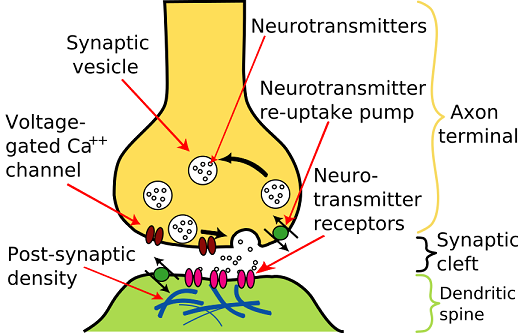 Neurotransmitters
Synaptic
vesicle
Neurotransmitter
re-uptake pump
Axon
terminal
Voltage-
gated Ca++
channel
Neuro-
transmitter
receptors
Synaptic
cleft
Post-synaptic
density
Dendritic
spine